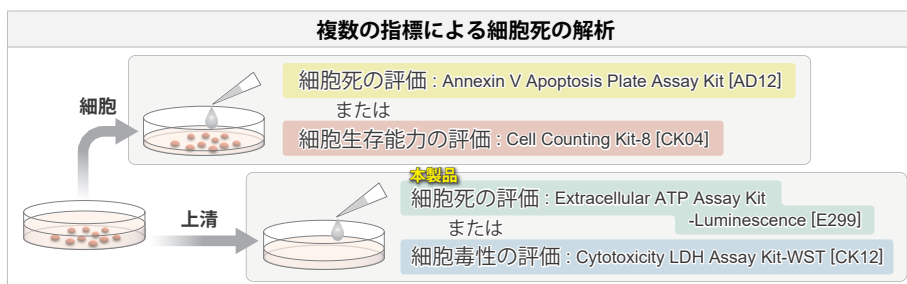 複数の指標による細胞死の解析
細胞
細胞死の評価 : Annexin V Apoptosis Plate Assay Kit [AD12]
または
細胞生存能力の評価 : Cell Counting Kit-8 [CK04]
上清
本製品
細胞死の評価 : Extracellular ATP Assay Kit
-Luminescence [E299]
または
細胞毒性の評価 : Cytotoxicity LDH Assay Kit-WST [CK12]